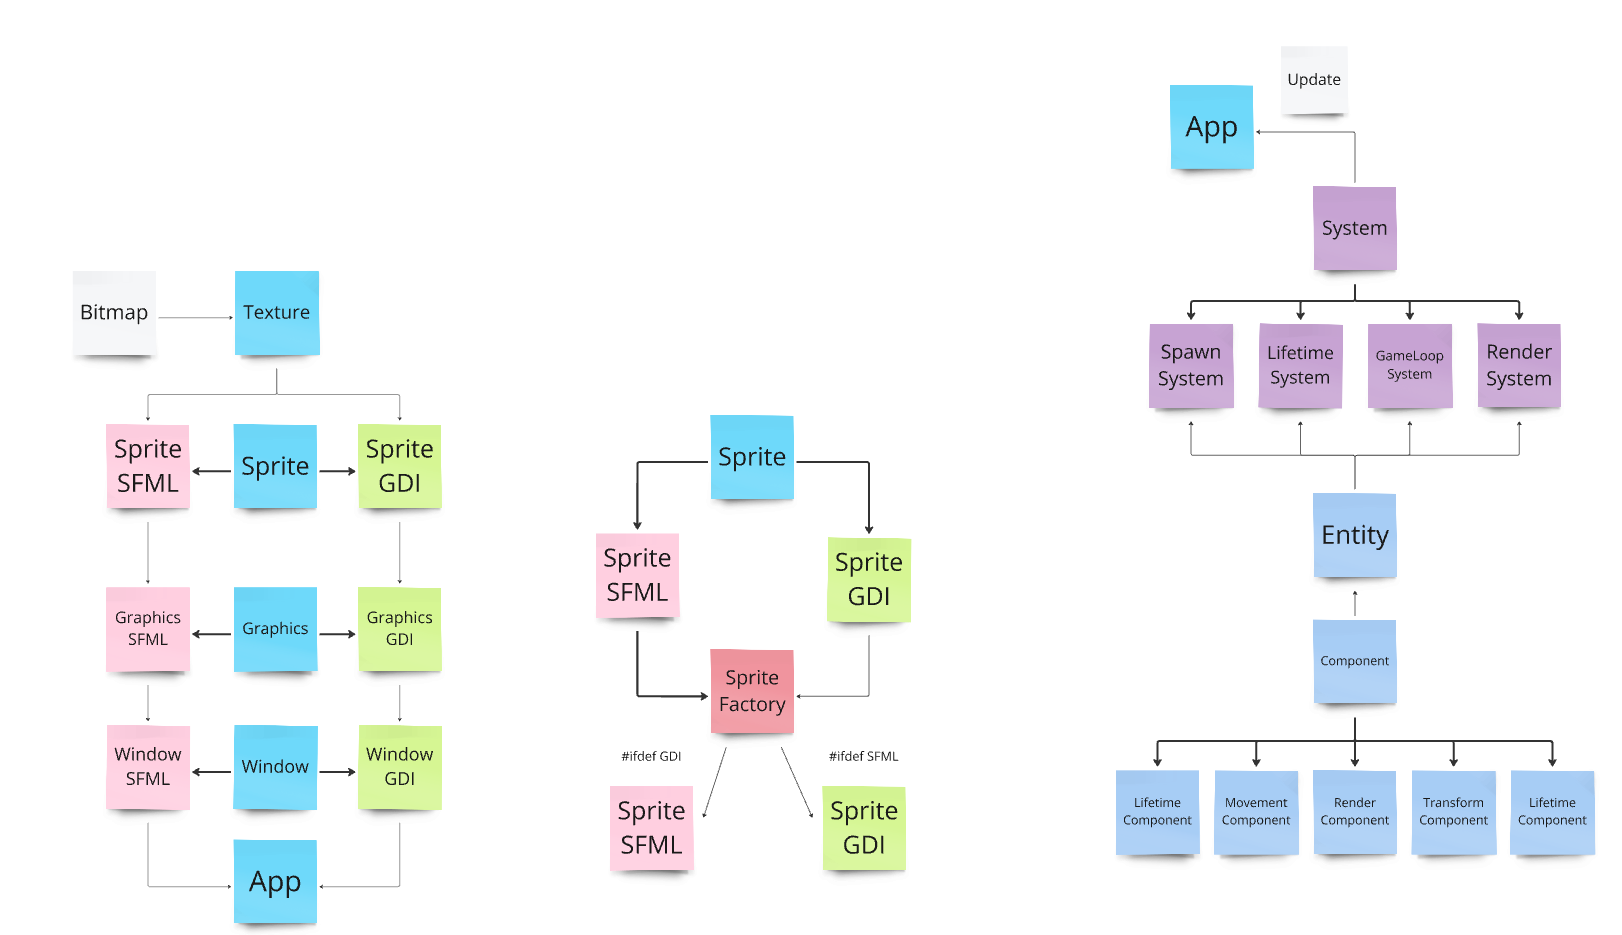 Bitmap
Texture
Sprite
SFML
Sprite
Sprite
GDI
Graphics
SFML
Graphics
Graphics
GDI
Window
SFML
Window
Window
GDI
App
Sprite
Sprite
SFML
Sprite
GDI
Sprite
Factory
#ifdef GDI
#ifdef SFML
Sprite
SFML
Sprite
GDI
Update
App
System
Spawn
System
Lifetime
System
GameLoop
System
Render
System
Entity
Component
Lifetime
Component
Movement
Component
Render
Component
Transform
Component
Lifetime
Component